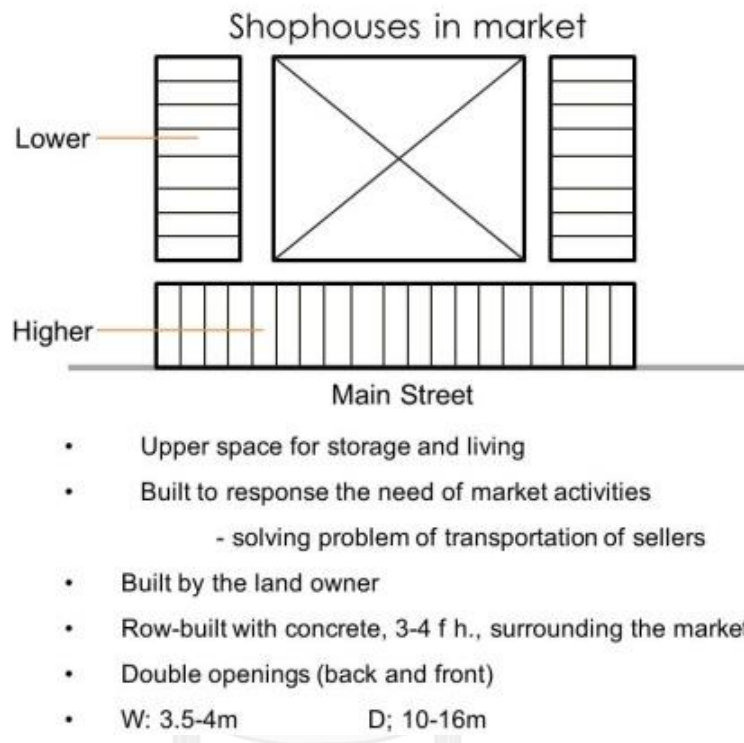 Shophouses in market
Lower
Higher
Main Street
• Upper space for storage and living
• Built to response the need of market activities
- solving problem of transportation of sellers
• Built by the land owner
• Row-built with concrete, 3-4 f h., surrounding the market
• Double openings (back and front)
• W: 3.5-4m D; 10-16m